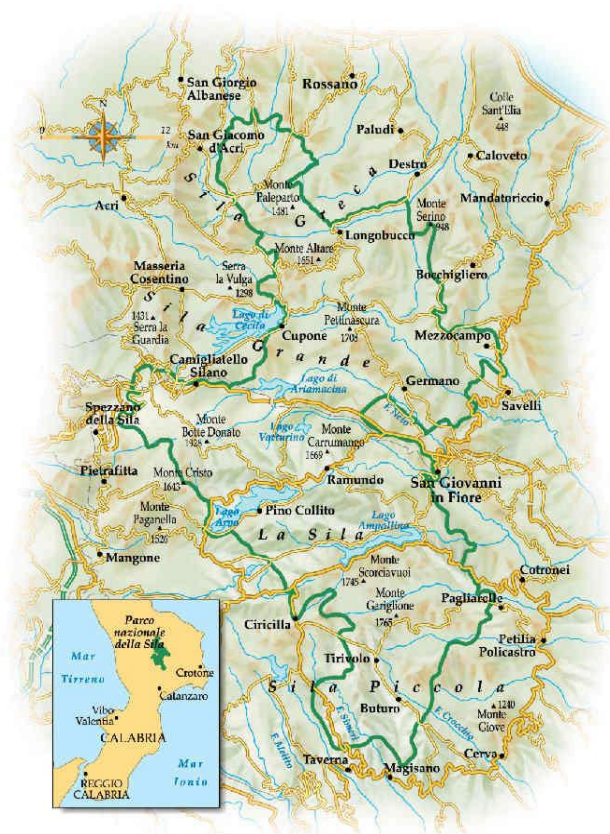 San Giorgio
Albanese
Rossano
Colle
Sant'Elia
448
N
0
12
km
San Giacomo
d'Acri
Paludi
Caloveto
Destro
Sila Greca
Monte
Paleparto
1481
Mandatoriccio
Acri
Monte
Serino
948
Longobucco
Monte Altare
1651
Bocchigliero
Masseria
Cosentino
Serra
la Vulga
1298
1431
Serra la
Guardia
Sila Grande
Lago di
Cecita
Cupone
Monte
Pettinascura
1708
Mezzocampo
Camigliatello
Silano
Lago di
Ariamacina
Germano
Savelli
Spezzano
della Sila
F. Neto
Monte
Botte Donato
1928
Lago
Votturino
Monte
Carrumango
1669
Pietrafitta
Monte Cristo
1643
Ramundo
San Giovanni
in Fiore
Monte
Paganella
1526
Lago
Arvo
Pino Collito
La Sila
Lago
Ampollino
Mangone
Monte
Scorciavuoi
1745
Cotronei
Monte
Gariglione
1765
Pagliarelle
Ciricilla
Petilia
Policastro
Tirivolo
Sila Piccola
Buturo
1240
Monte
Giove
F. Melito
F. Simeri
F. Crocchio
Cerva
Taverna
Magisano
Parco
nazionale
della Sila
Mar
Tirreno
Crotone
Catanzaro
Vibo
Valentia
CALABRIA
Mar
Ionio
REGGIO
CALABRIA